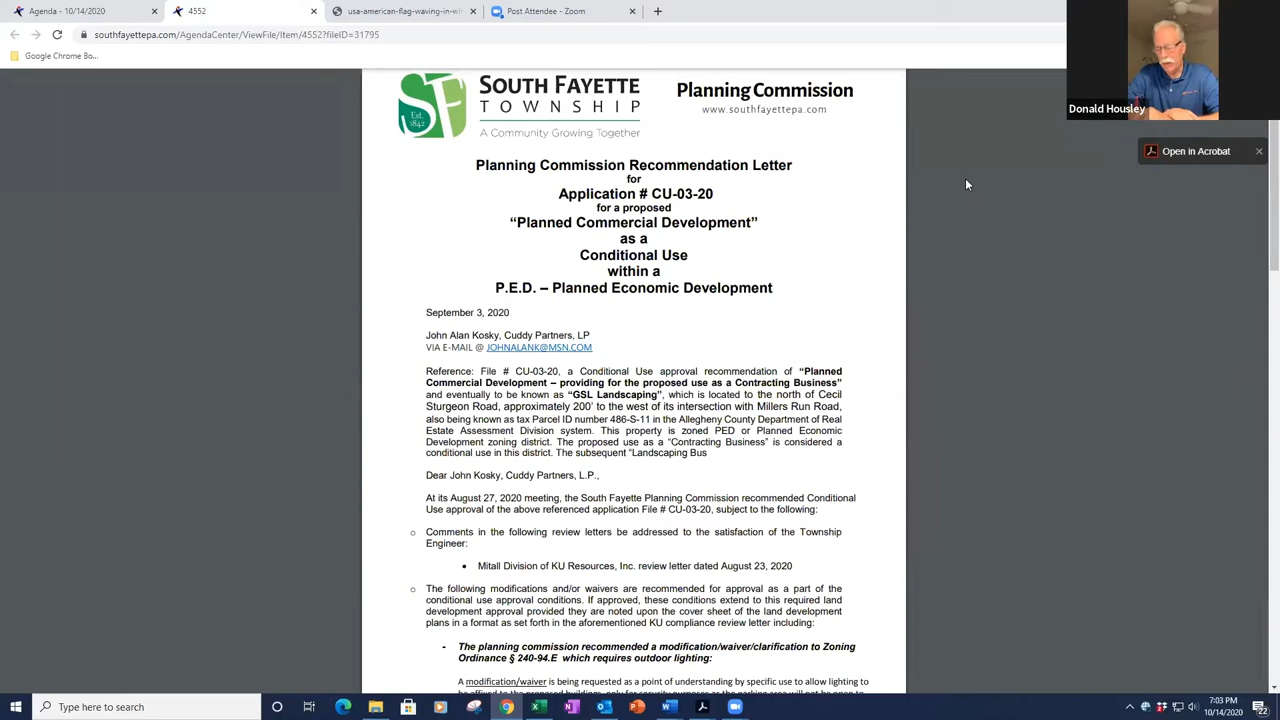 Agenda - 10/14/2020
4552
usa-american-flag-waving-in-wi
Post Attendee - Zoom
southfayettepa.com/AgendaCenter/ViewFile/Item/4552?fileID=31795
Google Chrome Bo...
Donald Housley
Open in Acrobat
SF
Est.
1842
SOUTH FAYETTE
TOWNSHIP
A Community Growing Together
Planning Commission
www.southfayettepa.com
Planning Commission Recommendation Letter
for
Application # CU-03-20
for a proposed
“Planned Commercial Development”
as a
Conditional Use
within a
P.E.D. – Planned Economic Development
September 3, 2020
John Alan Kosky, Cuddy Partners, LP
VIA E-MAIL @ JOHNALANK@MSN.COM
Reference: File # CU-03-20, a Conditional Use approval recommendation of “Planned
Commercial Development – providing for the proposed use as a Contracting Business”
and eventually to be known as “GSL Landscaping”, which is located to the north of Cecil
Sturgeon Road, approximately 200’ to the west of its intersection with Millers Run Road,
also being known as tax Parcel ID number 486-S-11 in the Allegheny County Department of Real
Estate Assessment Division system. This property is zoned PED or Planned Economic
Development zoning district. The proposed use as a “Contracting Business” is considered a
conditional use in this district. The subsequent “Landscaping Bus
Dear John Kosky, Cuddy Partners, L.P.,
At its August 27, 2020 meeting, the South Fayette Planning Commission recommended Conditional
Use approval of the above referenced application File # CU-03-20, subject to the following:
o Comments in the following review letters be addressed to the satisfaction of the Township
Engineer:
• Mitall Division of KU Resources, Inc. review letter dated August 23, 2020
o The following modifications and/or waivers are recommended for approval as a part of the
conditional use approval conditions. If approved, these conditions extend to this required land
development approval provided they are noted upon the cover sheet of the land development
plans in a format as set forth in the aforementioned KU compliance review letter including:
- The planning commission recommended a modification/waiver/clarification to Zoning
Ordinance § 240-94.E which requires outdoor lighting:
A modification/waiver is being requested as a point of understanding by specific use to allow lighting to
Type here to search
7:03 PM
10/14/2020
22